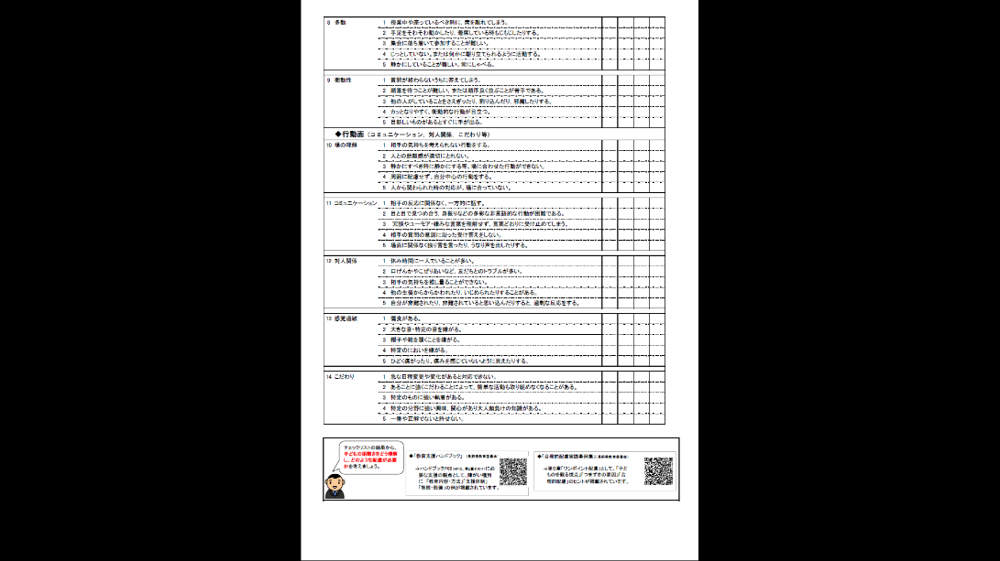 8 多動
1 授業中や座っているべき時に、席を離れてしまう。
2 手足をそわそわ動かしたり、着席している時もじもじしたりする。
3 集会に落ち着いて参加することが難しい。
4 じっとしていない。または何かに駆り立てられるように活動する。
5 静かにしていることが難しい。常にしゃべる。
9 衝動性
1 質問が終わらないうちに答えてしまう。
2 順番を待つことが難しい、または順序良く並ぶことが苦手である。
3 他の人がしていることをさえぎったり、割り込んだり、邪魔したりする。
4 カッとなりやすく、衝動的な行動が目立つ。
5 目新しいものがあるとすぐに手が出る。
◆行動面（コミュニケーション、対人関係、こだわり等）
10 場の理解
1 相手の気持ちを考えられない行動をする。
2 人との距離感が適切にとれない。
3 静かにすべき時に静かにする等、場に合わせた行動ができない。
4 周囲に配慮せず、自分中心の行動をする。
5 人から関わられた時の対応が、場に合っていない。
11 コミュニケーション
1 相手の反応に関係なく、一方的に話す。
2 目と目で見つめ合う、身振りなどの多彩な非言語的な行動が困難である。
3 冗談やユーモア・嫌みな言葉を理解せず、言葉どおりに受け止めてしまう。
4 相手の質問の意図に沿った受け答えをしない。
5 場面に関係なく独り言を言ったり、うなり声を出したりする。
12 対人関係
1 休み時間に一人でいることが多い。
2 口げんかやこぜりあいなど、友だちとのトラブルが多い。
3 相手の気持ちを推し量ることができない。
4 他の生徒からからかわれたり、いじめられたりすることがある。
5 自分が非難されたり、非難されていると思い込んだりすると、過剰な反応をする。
13 感覚過敏
1 偏食がある。
2 大きな音・特定の音を嫌がる。
3 帽子や靴を履くことを嫌がる。
4 特定のにおいを嫌がる。
5 ひどく痛がったり、痛みを感じていないように見えたりする。
14 こだわり
1 急な日程変更や変化があると対応できない。
2 あることに強くこだわることによって、簡単な活動も取り組めなくなることがある。
3 特定のものに強い執着がある。
4 特定の分野に強い興味、関心があり大人顔負けの知識がある。
5 一番や正解でないと許せない。
チェックリストの結果から、
子どもの困難さをどう理解
し、どのような配慮が必要
かを考えましょう。
◆「教育支援ハンドブック」
→ハンドブックP68
に必
要な支援の観点として、障がい種別
に「教育内容・方法」「支援体制」
「施設・設備」の例が掲載されています。
◆「合理的配慮実践事例集」
→第5章「ワンポイント配慮」として、「子ど
もを観る視点」「つまずきの要因」「合
理的配慮」のヒントが掲載されています。